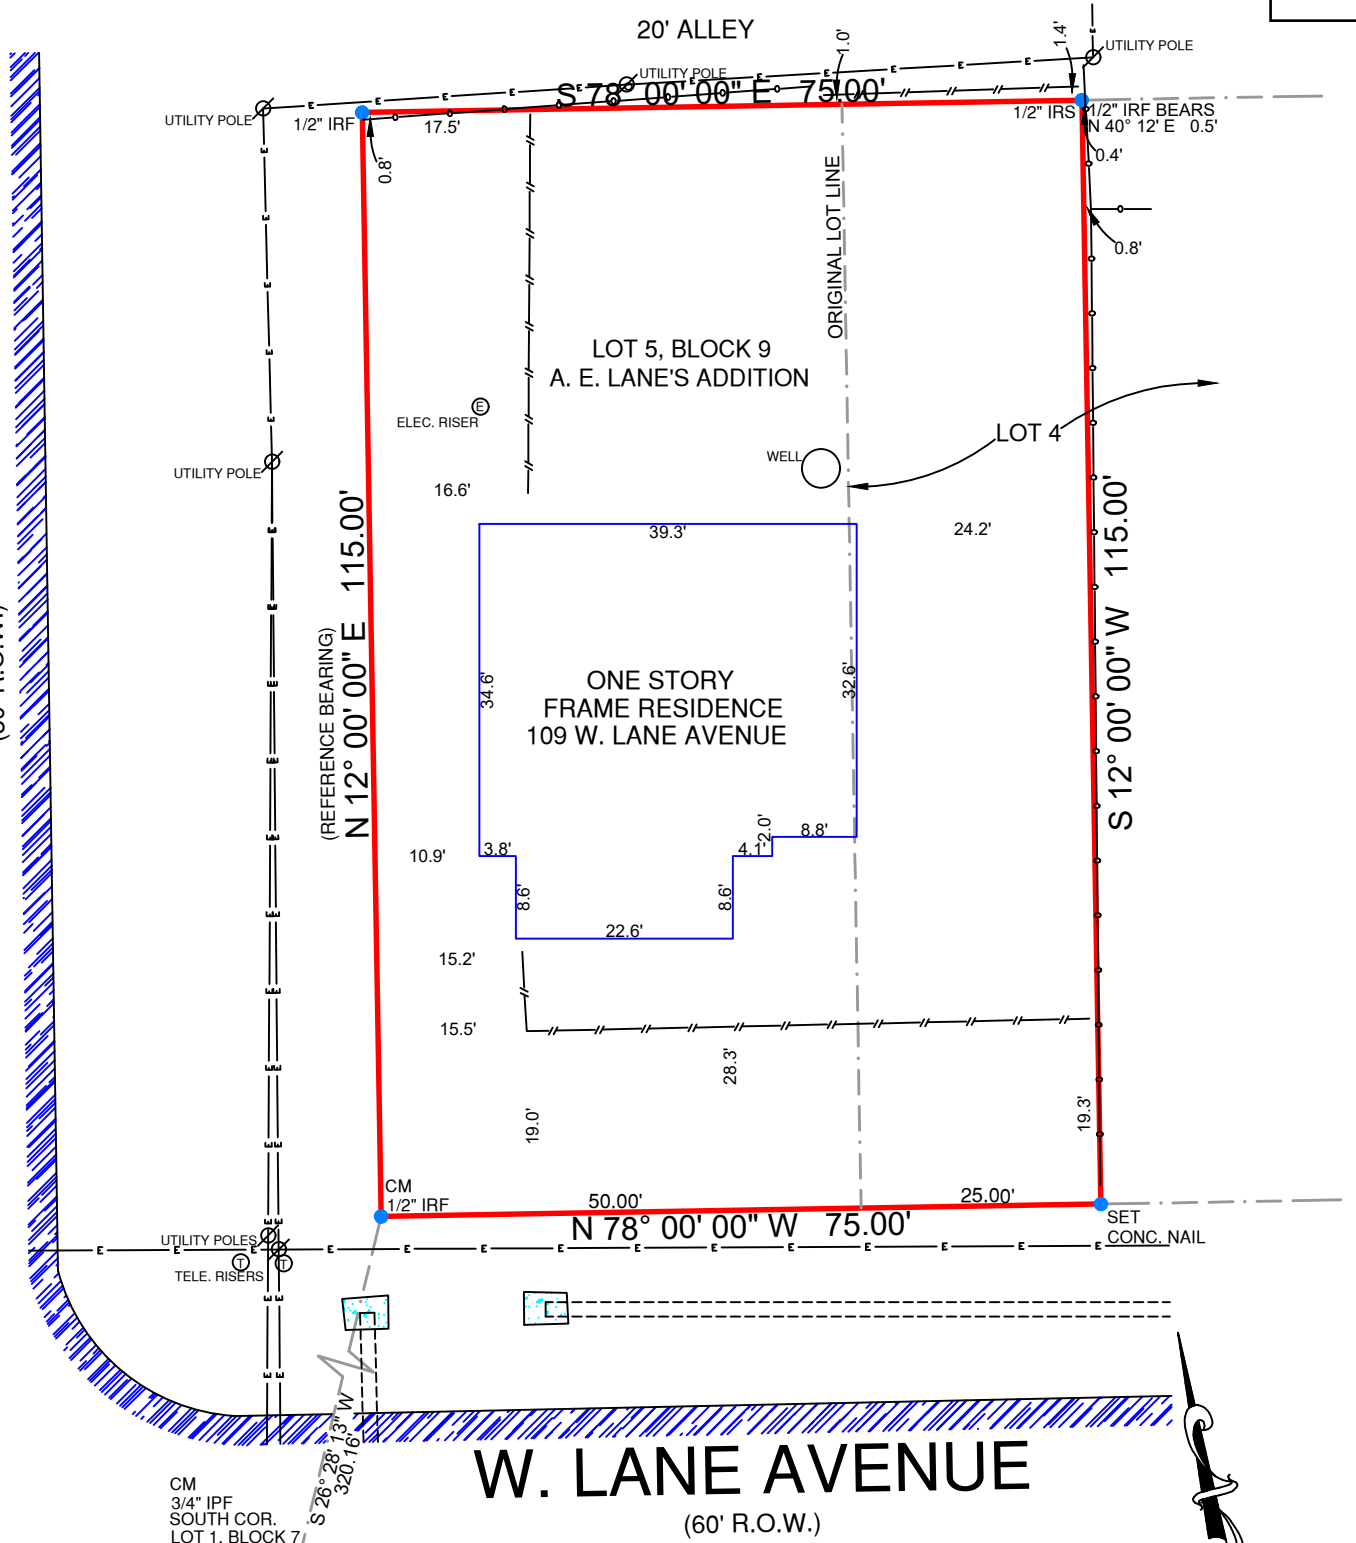 20' ALLEY
1.0'
1.4'
UTILITY POLE
UTILITY POLE
S 78° 00' 00" E 75.00'
UTILITY POLE
1/2" IRF
17.5'
1/2" IRS
1/2" IRF BEARS
N 40° 12' E 0.5'
0.8'
0.4'
0.8'
ORIGINAL LOT LINE
LOT 5, BLOCK 9
A. E. LANE'S ADDITION
E
ELEC. RISER
LOT 4
WELL
UTILITY POLE
16.6'
39.3'
24.2'
N 12° 00' 00" E 115.00'
(REFERENCE BEARING)
S 12° 00' 00" W 115.00'
34.6'
32.6'
ONE STORY
FRAME RESIDENCE
109 W. LANE AVENUE
10.9'
3.8'
4.1'
2.0'
8.8'
8.6'
8.6'
22.6'
15.2'
15.5'
28.3'
19.0'
19.3'
CM
1/2" IRF
50.00'
25.00'
N 78° 00' 00" W 75.00'
SET
CONC. NAIL
UTILITY POLES
T
T
TELE. RISERS
S 26° 28' 13" W
320.16'
W. LANE AVENUE
(60' R.O.W.)
CM
3/4" IPF
SOUTH COR.
LOT 1, BLOCK 7